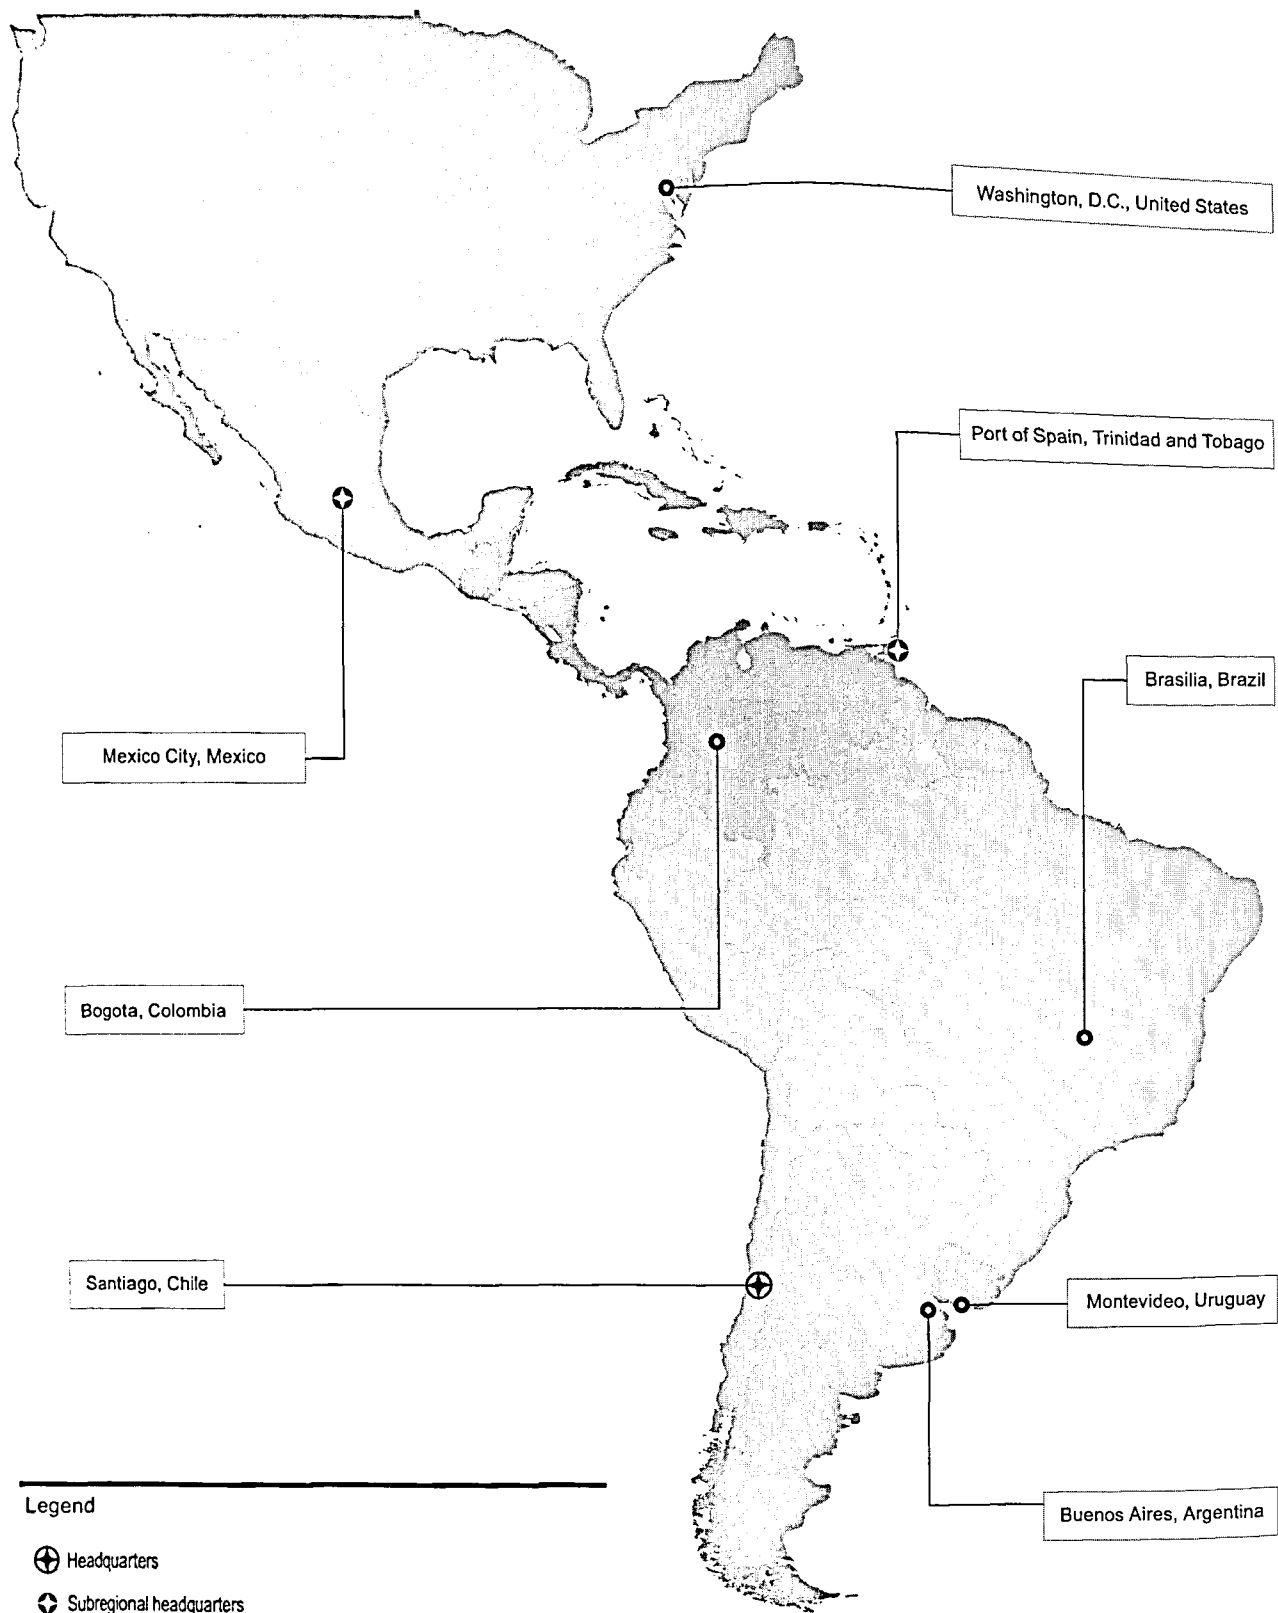 Washington, D.C., United States
Port of Spain, Trinidad and Tobago
Brasilia, Brazil
Mexico City, Mexico
Bogota, Colombia
Santiago, Chile
Montevideo, Uruguay
Buenos Aires, Argentina
Legend
Headquarters
Subregional headquarters